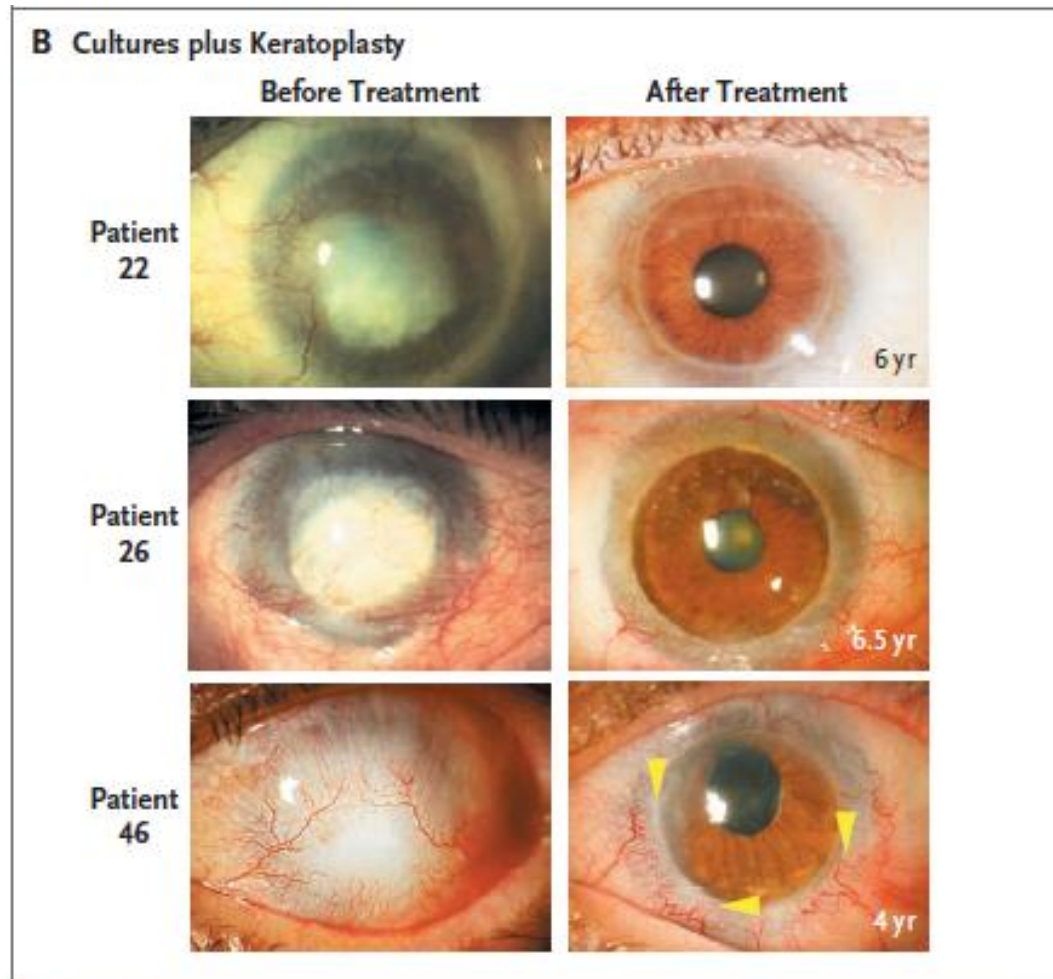 B Cultures plus Keratoplasty
Before Treatment After Treatment
Patient
22
6 yr
Patient
26
6.5 yr
Patient
46
4 yr